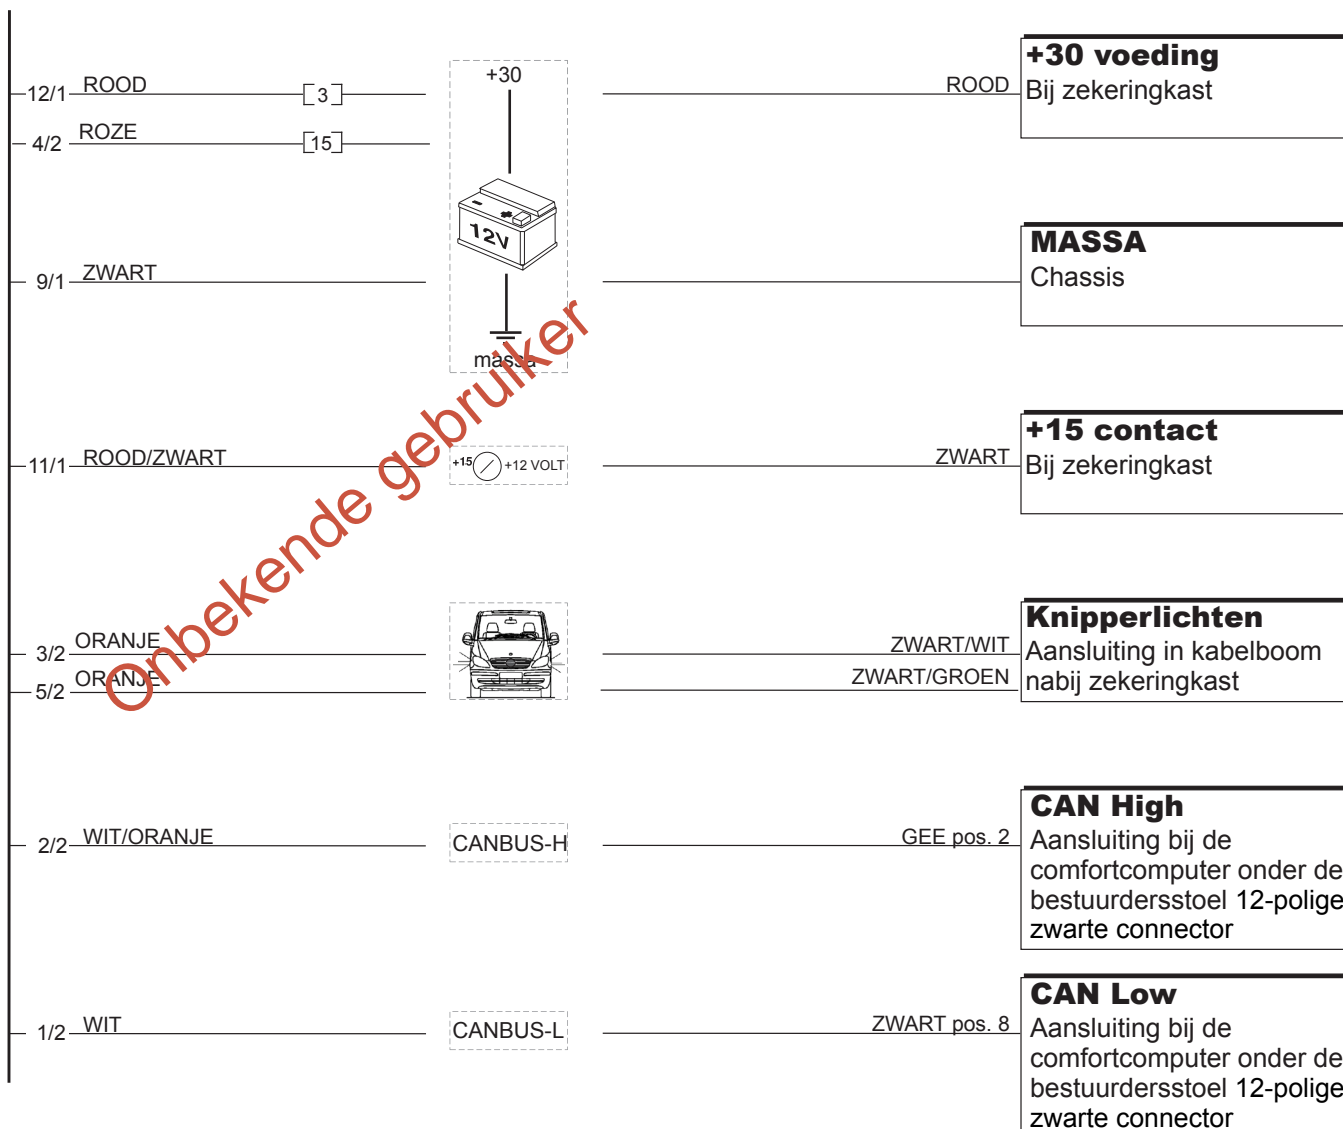 +30 voeding
12/1 ROOD [3] +30 ROOD Bij zekeringkast
4/2 ROZE [15]
12V
MASSA
9/1 ZWART Chassis
massa
+15 contact
11/1 ROOD/ZWART +15 +12 VOLT ZWART Bij zekeringkast
Onbekende gebruiker
Knipperlichten
3/2 ORANJE ZWART/WIT Aansluiting in kabelboom
5/2 ORANJE ZWART/GROEN nabij zekeringkast
CAN High
2/2 WIT/ORANJE CANBUS-H GEE pos. 2 Aansluiting bij de
comfortcomputer onder de
bestuurdersstoel 12-polige
zwarte connector
CAN Low
1/2 WIT CANBUS-L ZWART pos. 8 Aansluiting bij de
comfortcomputer onder de
bestuurdersstoel 12-polige
zwarte connector